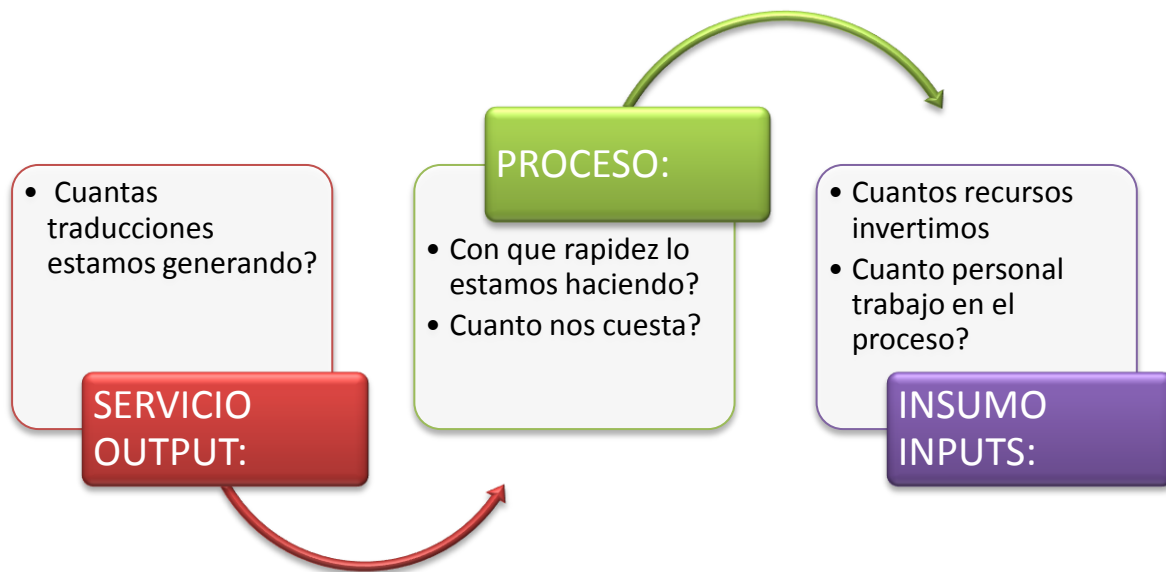 • Cuantas
traducciones
estamos generando?
SERVICIO
OUTPUT:
PROCESO:
• Con que rapidez lo
estamos haciendo?
• Cuanto nos cuesta?
• Cuantos recursos
invertimos
• Cuanto personal
trabajo en el
proceso?
INSUMO
INPUTS: